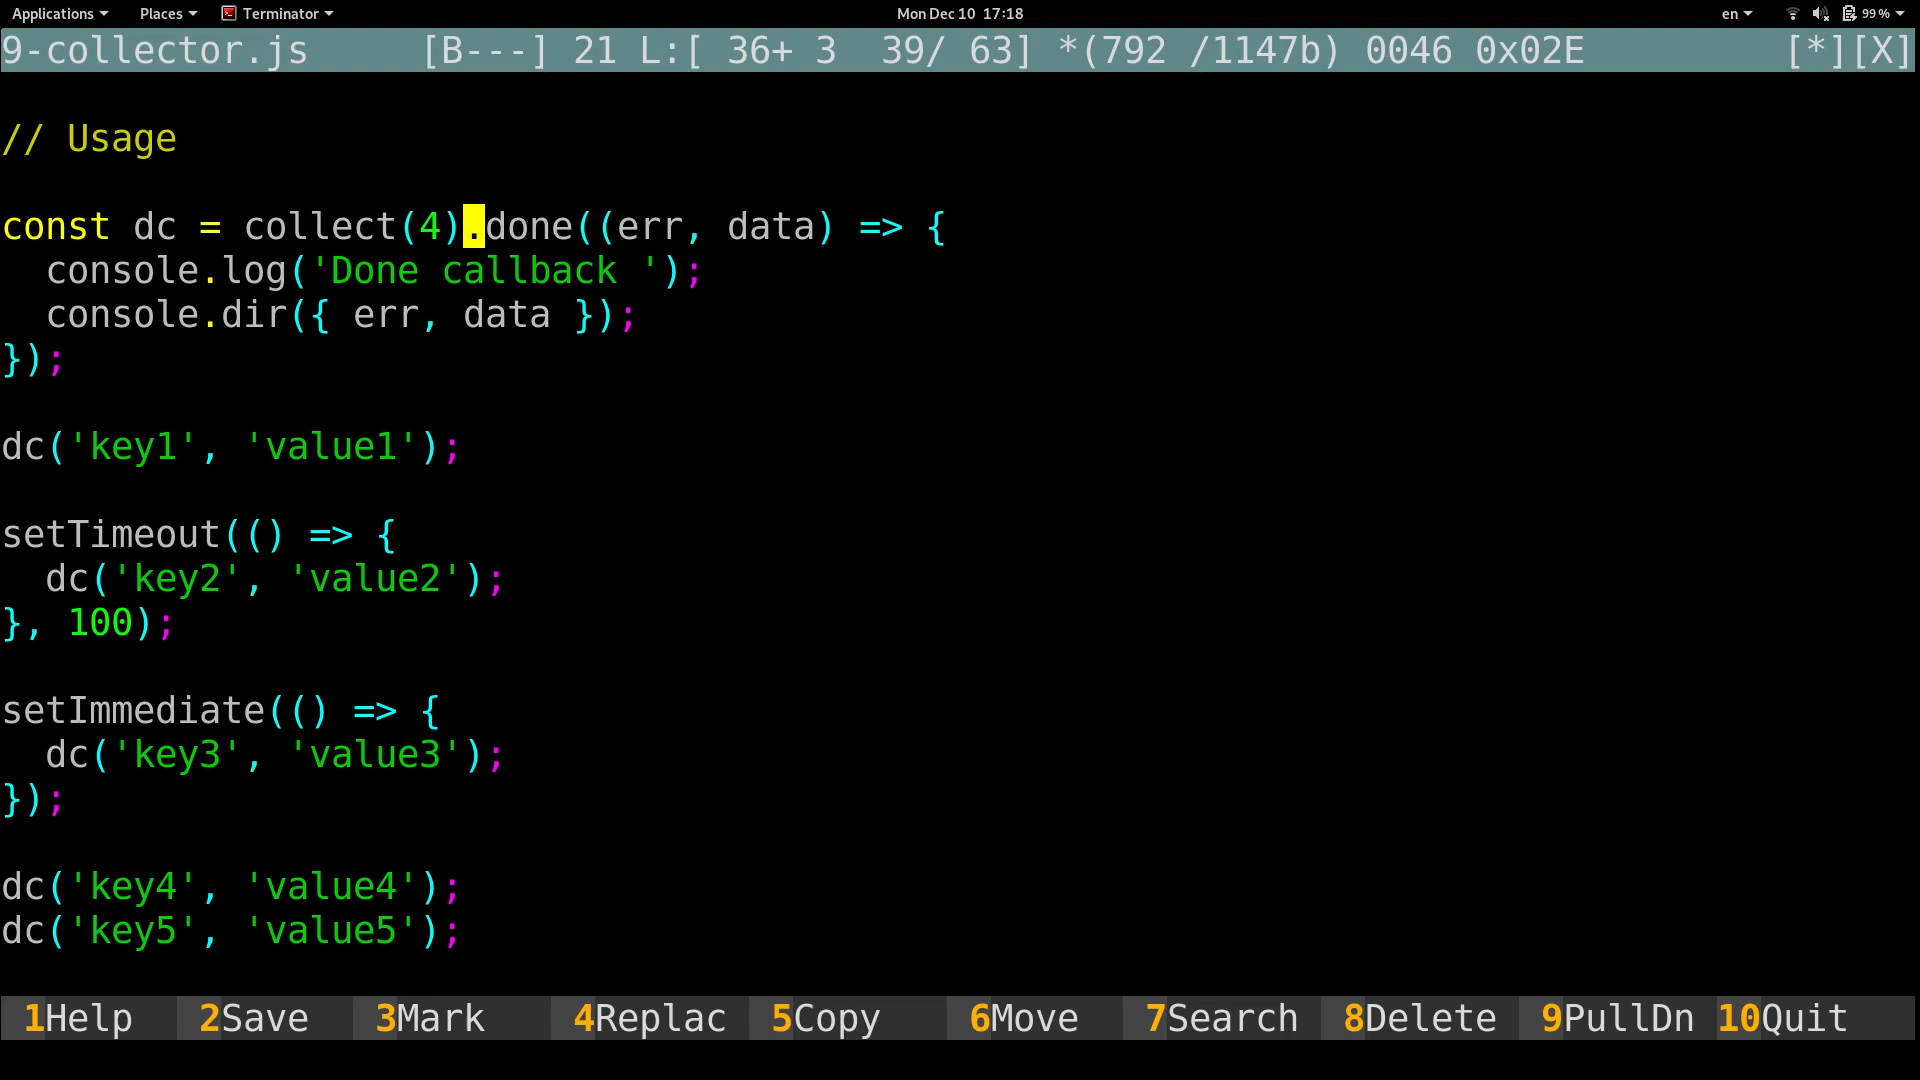 Applications Places Terminator Mon Dec 10 17:18 en 99 %
9-collector.js [B---] 21 L:[ 36+ 3 39/ 63] *(792 /1147b) 0046 0x02E [*][X]
// Usage
const dc = collect(4).done((err, data) => {
  console.log('Done callback ');
  console.dir({ err, data });
});
dc('key1', 'value1');
setTimeout(() => {
  dc('key2', 'value2');
}, 100);
setImmediate(() => {
  dc('key3', 'value3');
});
dc('key4', 'value4');
dc('key5', 'value5');
1Help 2Save 3Mark 4Replac 5Copy 6Move 7Search 8Delete 9PullDn 10Quit